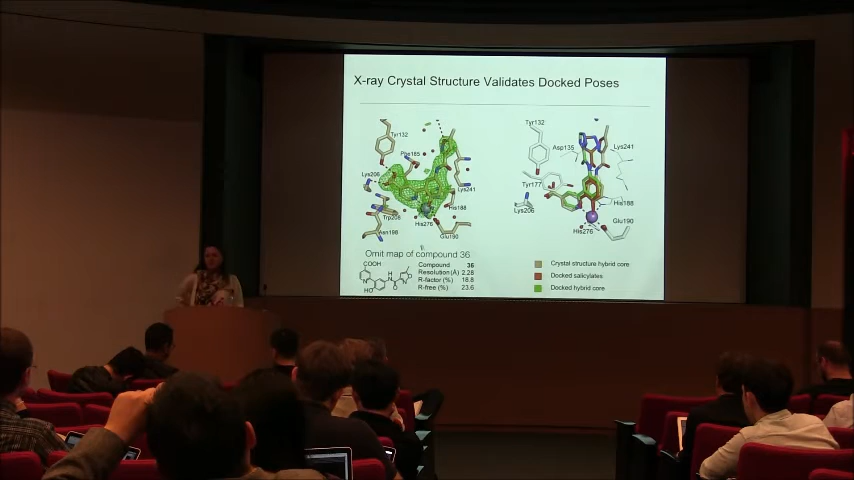 X-ray Crystal Structure Validates Docked Poses
Tyr132
Phe185
Lys206
Lys241
His188
Trp208
His276
Asn198
Glu190
Tyr132
Asp135
Lys241
Tyr177
Lys206
His188
Glu190
His276
Omit map of compound 36
COOH
N
H
N
O
N
O
HO
Compound 36
Resolution(Å) 2.28
R-factor (%) 18.8
R-free (%) 23.6
Crystal structure hybrid core
Docked salicylates
Docked hybrid core